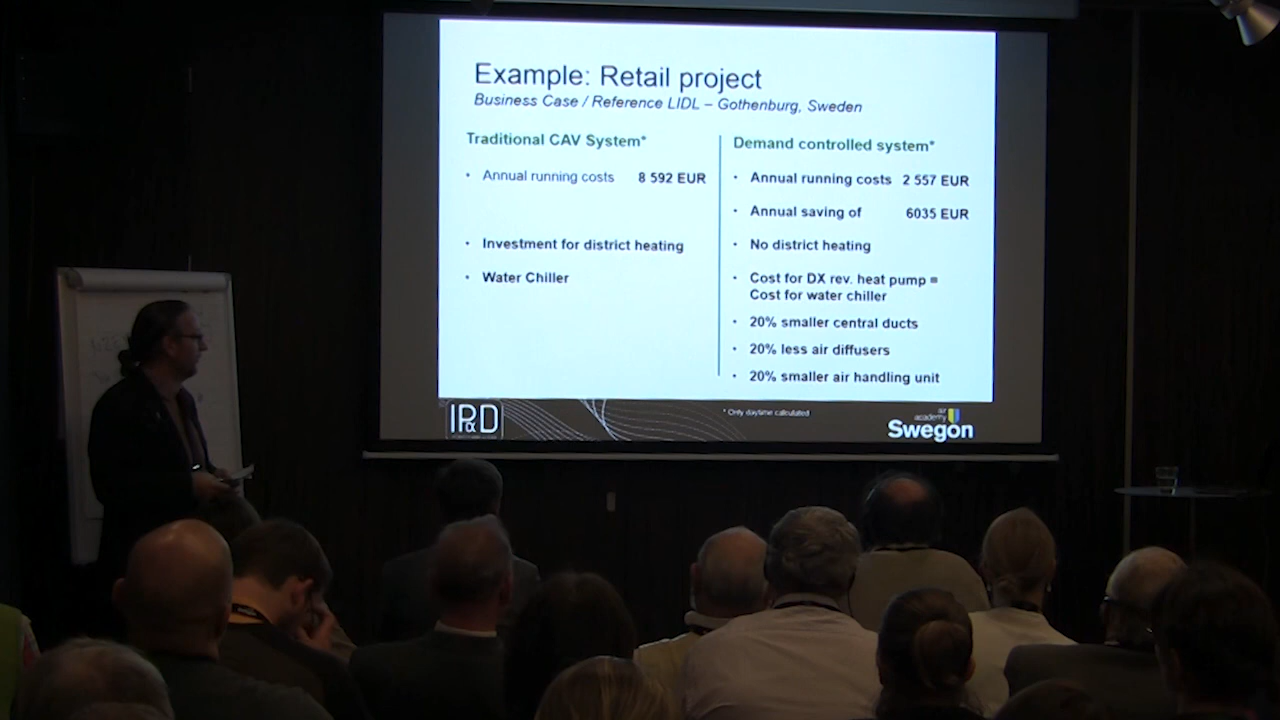 Example: Retail project
Business Case / Reference LIDL – Gothenburg, Sweden
Traditional CAV System*
• Annual running costs 8 592 EUR
• Investment for district heating
• Water Chiller
Demand controlled system*
• Annual running costs 2 557 EUR
• Annual saving of 6035 EUR
• No district heating
• Cost for DX rev. heat pump =
Cost for water chiller
• 20% smaller central ducts
• 20% less air diffusers
• 20% smaller air handling unit
IR&D
* Only daytime calculated
air
academy
Swegon